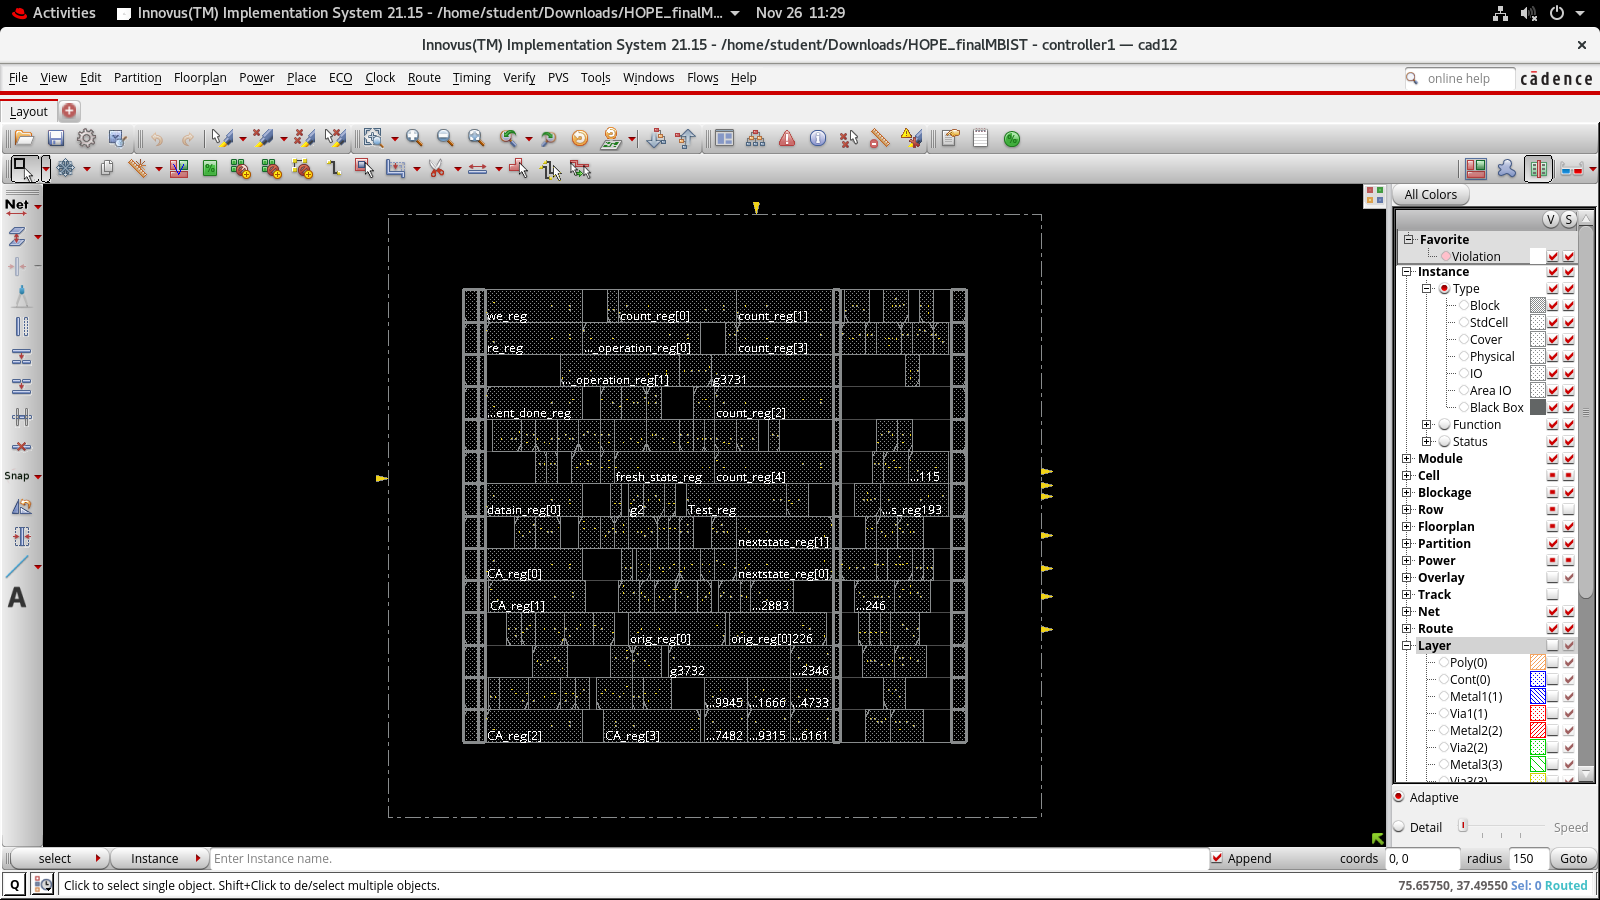 Activities Innovus(TM) Implementation System 21.15 - /home/student/Downloads/HOPE_finalM... Nov 26 11:29
Innovus(TM) Implementation System 21.15 - /home/student/Downloads/HOPE_finalMBIST - controller1 — cad12
File View Edit Partition Floorplan Power Place ECO Clock Route Timing Verify PVS Tools Windows Flows Help online help cādence
Layout
Net
Snap
A
All Colors
V S
Favorite
Violation
Instance
Type
Block
StdCell
Cover
Physical
IO
Area IO
Black Box
Function
Status
Module
Cell
Blockage
Row
Floorplan
Partition
Power
Overlay
Track
Net
Route
Layer
Poly(0)
Cont(0)
Metal1(1)
Via1(1)
Metal2(2)
Via2(2)
Metal3(3)
Via3(3)
Adaptive
Detail Speed
we_reg count_reg[0] count_reg[1]
re_reg ..._operation_reg[0] count_reg[3]
..._operation_reg[1] g3731
...ent_done_reg count_reg[2]
fresh_state_reg count_reg[4] ...115
datain_reg[0] g2 Test_reg ...s_reg193
nextstate_reg[1]
CA_reg[0] nextstate_reg[0]
CA_reg[1] ...2883 ...246
orig_reg[0] orig_reg[0]226
g3732 ...2346
...9945 ...1666 ...4733
CA_reg[2] CA_reg[3] ...7482 ...9315 ...6161
select Instance Enter Instance name. Append coords 0, 0 radius 150 Goto
Q Click to select single object. Shift+Click to de/select multiple objects. 75.65750, 37.49550 Sel: 0 Routed